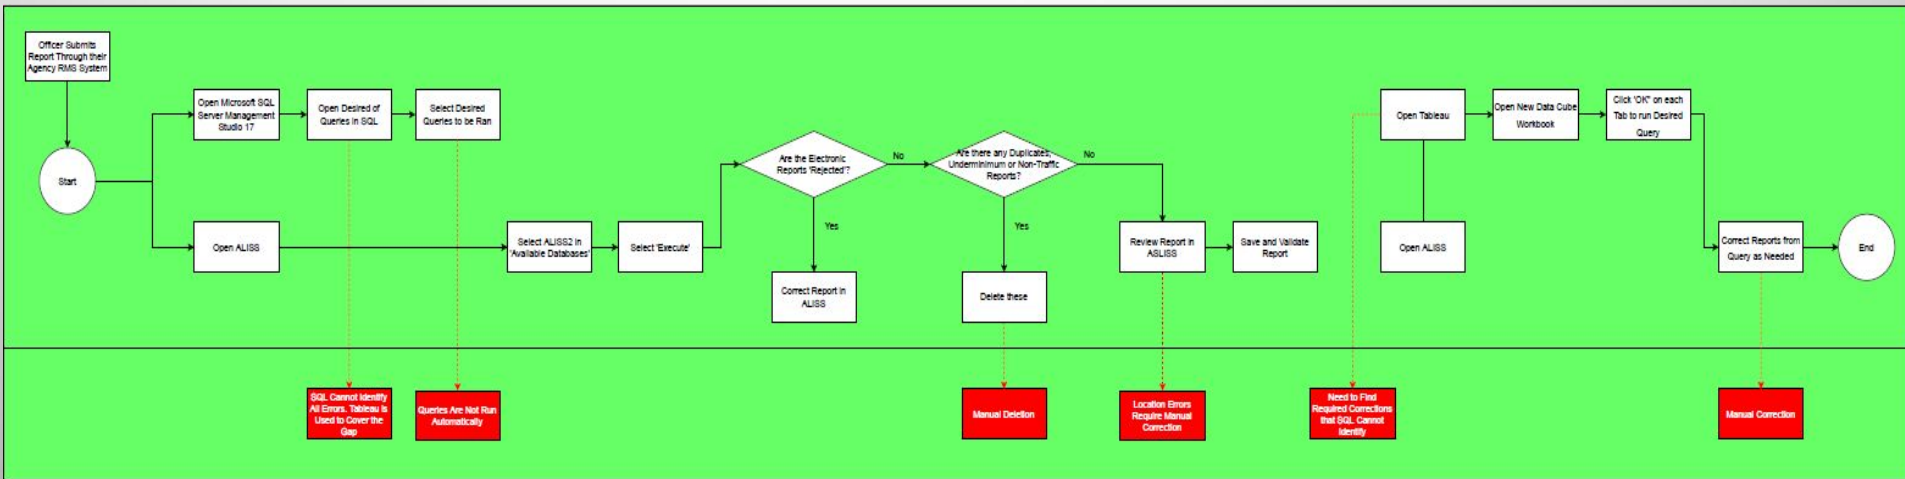 Officer Submits
Report Through their
Agency RMS System
Start
Open Microsoft SQL
Server Management
Studio 17
Open Desired of
Queries in SQL
Select Desired
Queries to be Ran
Open ALISS
Select ALISS2 in
'Available Databases'
Select 'Execute'
Are the Electronic
Reports 'Rejected'?
No
Yes
Correct Report in
ALISS
Are there any Duplicates,
Underminimum or Non-Traffic
Reports?
No
Yes
Delete these
Review Report in
ASLISS
Save and Validate
Report
Open Tableau
Open ALISS
Open New Data Cube
Workbook
Click 'OK" on each
Tab to run Desired
Query
Correct Reports from
Query as Needed
End
SQL Cannot Identify
All Errors. Tableau is
Used to Cover the
Gap
Queries Are Not Run
Automatically
Manual Deletion
Location Errors
Require Manual
Correction
Need to Find
Required Corrections
that SQL Cannot
Identify
Manual Correction